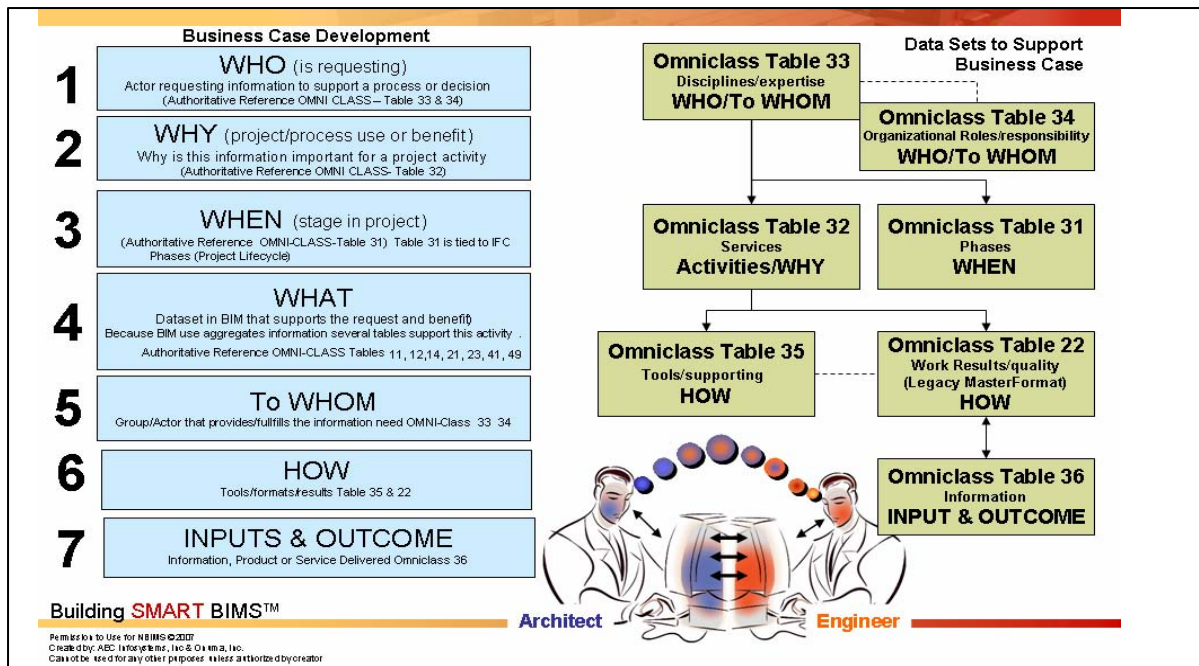 Business Case Development
1
WHO (is requesting)
Actor requesting information to support a process or decision
(Authoritative Reference OMNI CLASS – Table 33 & 34)
2
WHY (project/process use or benefit)
Why is this information important for a project activity
(Authoritative Reference OMNI CLASS- Table 32)
3
WHEN (stage in project)
(Authoritative Reference OMNI-CLASS-Table 31) Table 31 is tied to IFC
Phases (Project Lifecycle)
4
WHAT
Dataset in BIM that supports the request and benefit)
Because BIM use aggregates information several tables support this activity .
Authoritative Reference OMNI-CLASS Tables 11, 12,14, 21, 23, 41, 49
5
To WHOM
Group/Actor that provides/fullfills the information need OMNI-Class 33 34
6
HOW
Tools/formats/results Table 35 & 22
7
INPUTS & OUTCOME
Information, Product or Service Delivered Omniclass 36
Data Sets to Support
Business Case
Omniclass Table 33
Disciplines/expertise
WHO/To WHOM
Omniclass Table 34
Organizational Roles/responsibility
WHO/To WHOM
Omniclass Table 32
Services
Activities/WHY
Omniclass Table 31
Phases
WHEN
Omniclass Table 35
Tools/supporting
HOW
Omniclass Table 22
Work Results/quality
(Legacy MasterFormat)
HOW
Omniclass Table 36
Information
INPUT & OUTCOME
Architect
Engineer
Building SMART BIMS™
Permission to Use for NBIMS ©2007
Created by: AEC Infosystems, Inc & Onuma, Inc.
Cannot be used for any other purposes unless authorized by creator